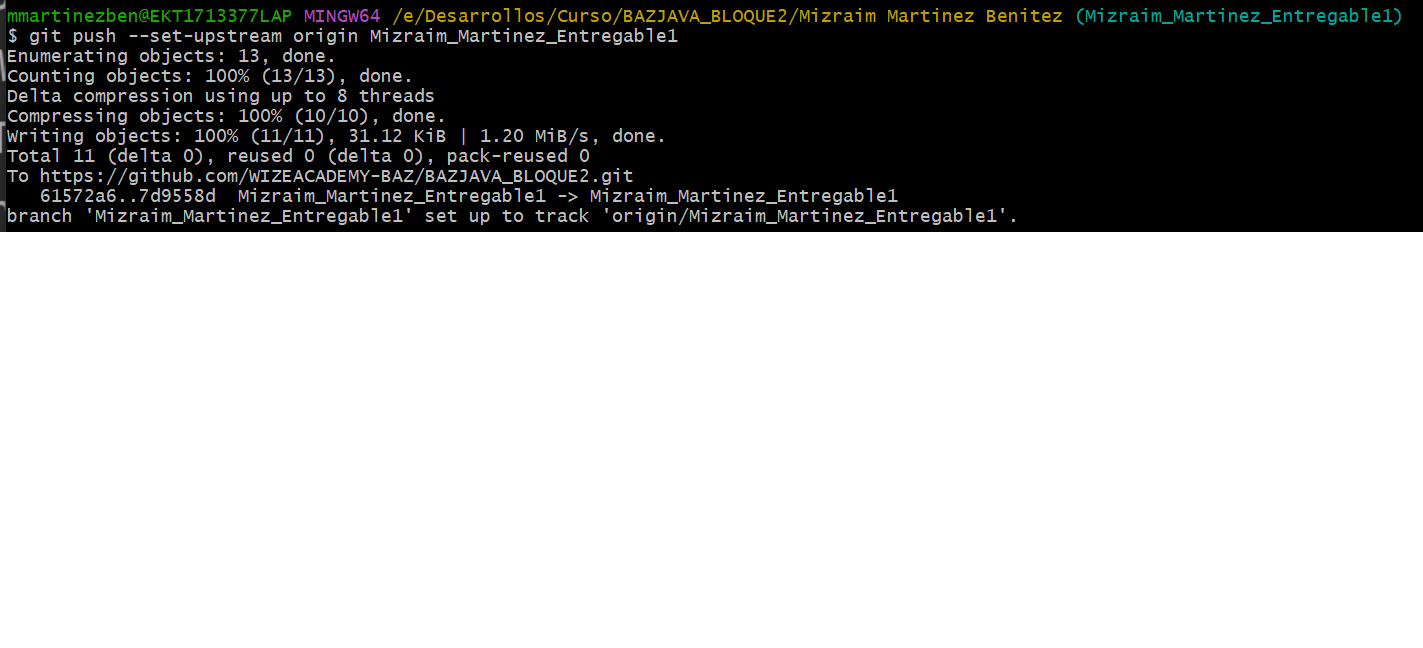 mmartinezben@EKT1713377LAP MINGW64 /e/Desarrollos/Curso/BAZJAVA_BLOQUE2/Mizraim Martinez Benitez (Mizraim_Martinez_Entregable1)
$ git push --set-upstream origin Mizraim_Martinez_Entregable1
Enumerating objects: 13, done.
Counting objects: 100% (13/13), done.
Delta compression using up to 8 threads
Compressing objects: 100% (10/10), done.
Writing objects: 100% (11/11), 31.12 KiB | 1.20 MiB/s, done.
Total 11 (delta 0), reused 0 (delta 0), pack-reused 0
To https://github.com/WIZEACADEMY-BAZ/BAZJAVA_BLOQUE2.git
   61572a6..7d9558d  Mizraim_Martinez_Entregable1 -> Mizraim_Martinez_Entregable1
branch 'Mizraim_Martinez_Entregable1' set up to track 'origin/Mizraim_Martinez_Entregable1'.